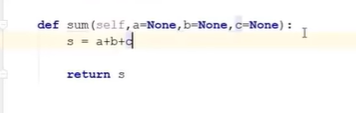 def sum(self,a=None,b=None,c=None):
s = a+b+c
return s